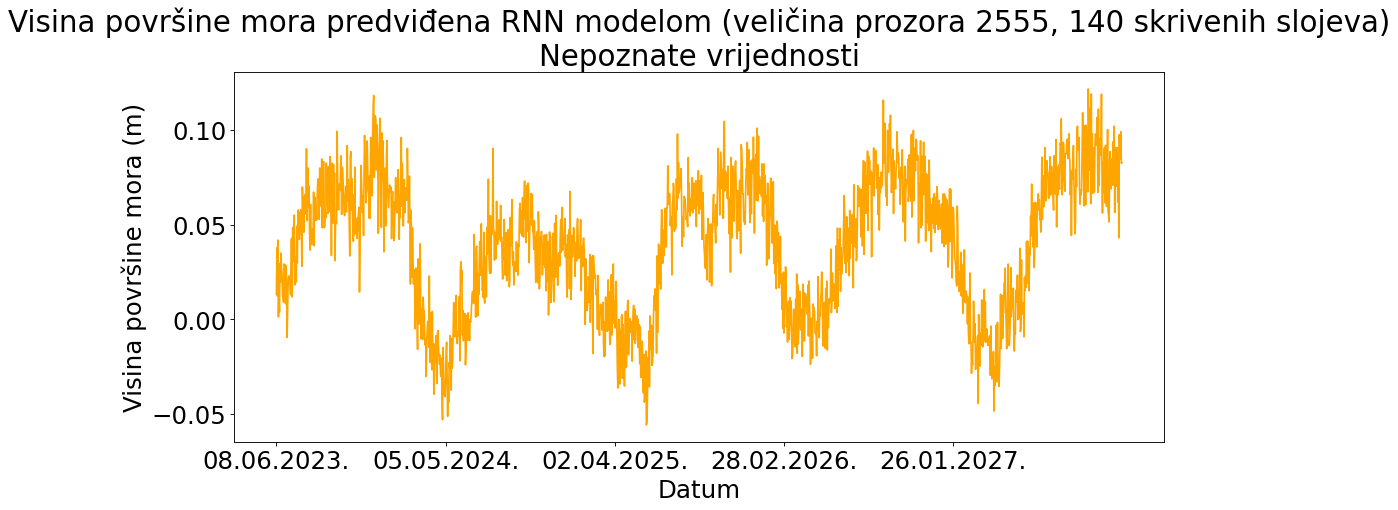 Visina površine mora predviđena RNN modelom (veličina prozora 2555, 140 skrivenih slojeva)
Nepoznate vrijednosti
Visina površine mora (m)
0.10
0.05
0.00
−0.05
08.06.2023. 05.05.2024. 02.04.2025. 28.02.2026. 26.01.2027.
Datum